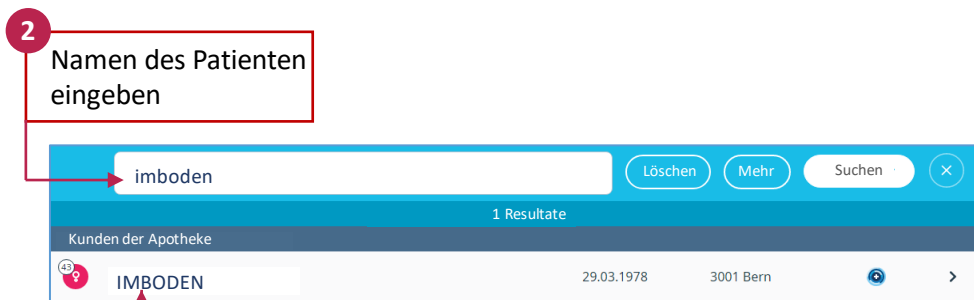 2
Namen des Patienten
eingeben
imboden
Löschen
Mehr
Suchen
1 Resultate
Kunden der Apotheke
43
IMBODEN
29.03.1978
3001 Bern